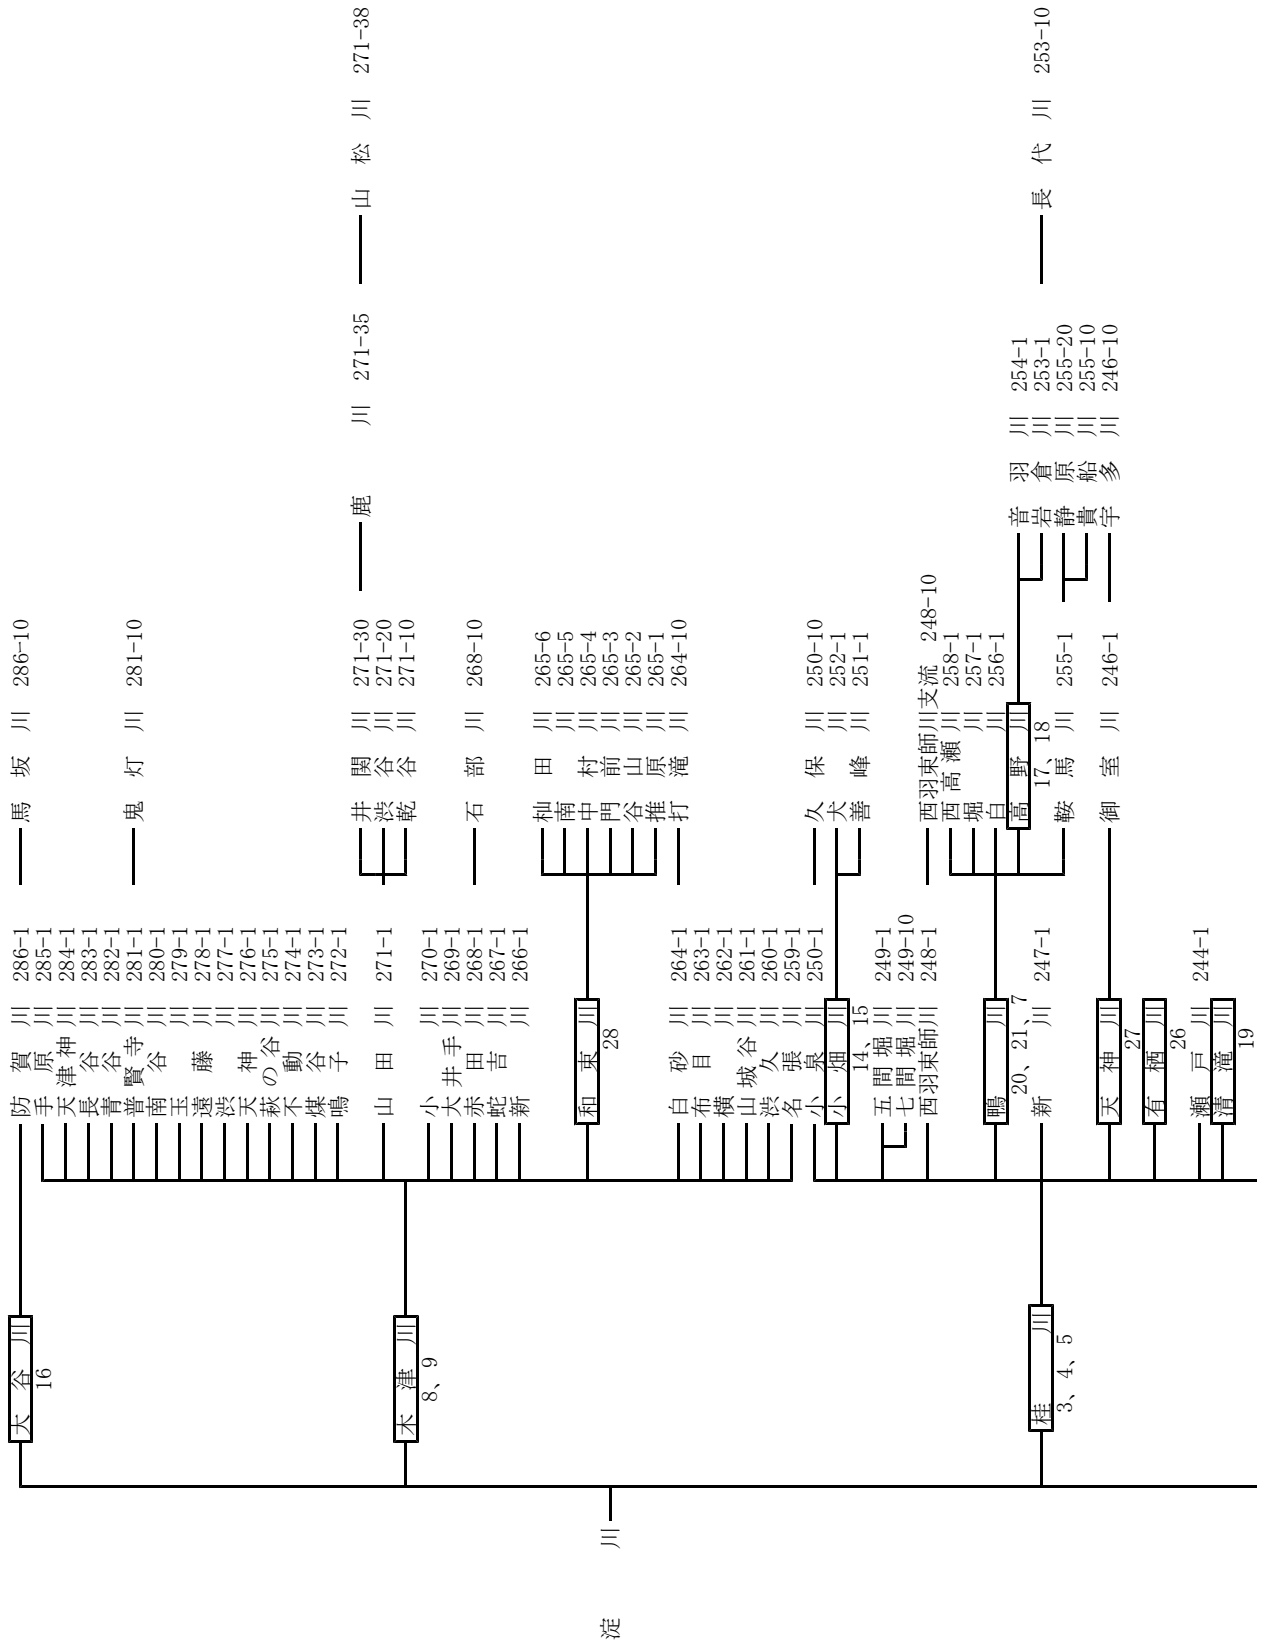 淀 川
大 谷 川
16
木 津 川
8、9
桂 川
3、4、5
防 賀 川 286-1
手 原 川 285-1
天 津 神 川 284-1
長 谷 川 283-1
青 谷 川 282-1
普 賢 寺 川 281-1
南 谷 川 280-1
玉 川 279-1
遠 藤 川 278-1
渋 川 277-1
天 神 川 276-1
萩 の 谷 川 275-1
不 動 川 274-1
煤 谷 川 273-1
鳴 子 川 272-1
山 田 川 271-1
小 川 270-1
大 井 手 川 269-1
赤 田 川 268-1
蛇 吉 川 267-1
新 川 266-1
和 束 川
28
白 砂 川 264-1
布 目 川 263-1
横 川 262-1
山 城 谷 川 261-1
渋 久 川 260-1
名 張 川 259-1
小 泉 川 250-1
小 畑 川
14、15
五 間 堀 川 249-1
七 間 堀 川 249-10
西羽束師川 248-1
鴨 川
20、21、7
新 川 247-1
天 神 川
27
有 栖 川
26
瀬 戸 川 244-1
清 滝 川
19
馬 坂 川 286-10
鬼 灯 川 281-10
井 関 川 271-30
渋 谷 川 271-20
乾 谷 川 271-10
石 部 川 268-10
杣 田 川 265-6
南 川 265-5
中 村 川 265-4
門 前 川 265-3
谷 山 川 265-2
推 原 川 265-1
打 滝 川 264-10
久 保 川 250-10
犬 川 252-1
善 峰 川 251-1
西羽束師川支流 248-10
西 高 瀬 川 258-1
堀 川 257-1
白 川 256-1
高 野 川
17、18
鞍 馬 川 255-1
御 室 川 246-1
鹿 川 271-35
音 羽 川 254-1
岩 倉 川 253-1
静 原 川 255-20
貴 船 川 255-10
宇 多 川 246-10
山 松 川 271-38
長 代 川 253-10